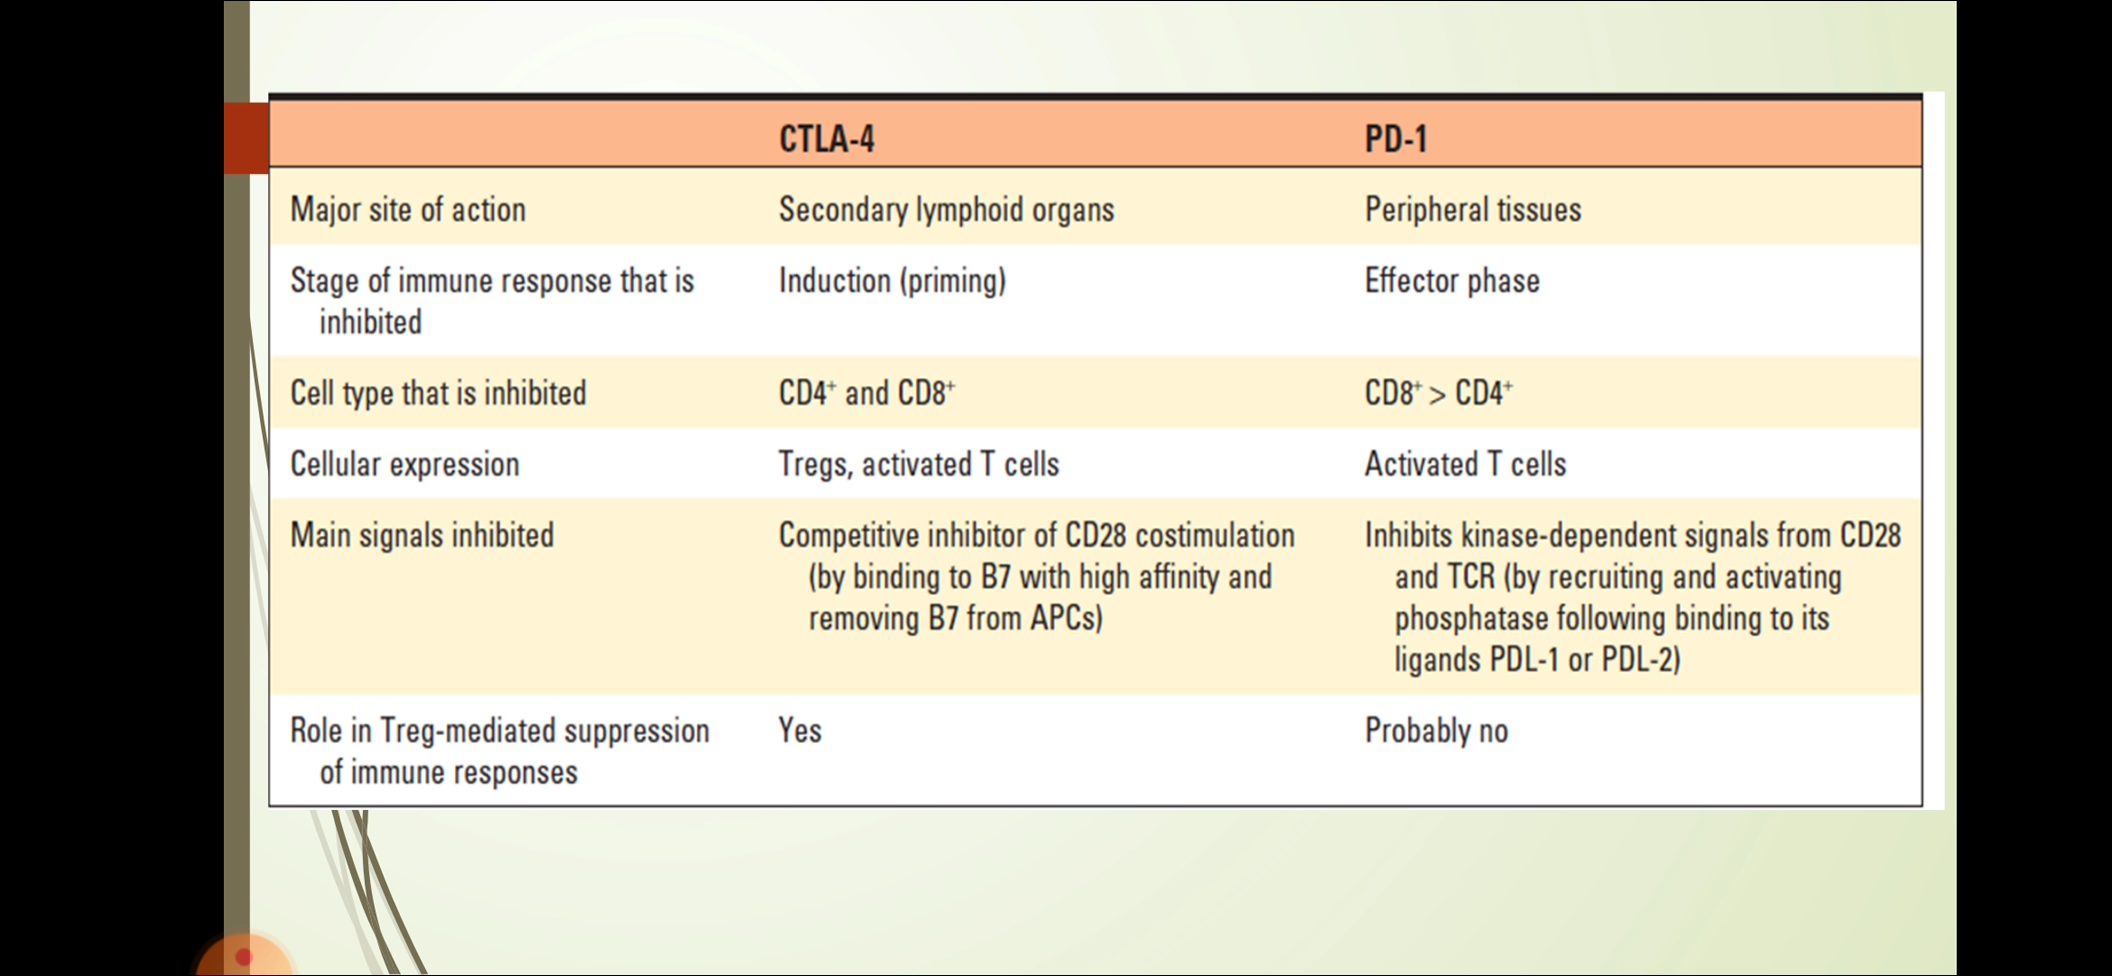 CTLA-4 PD-1
Major site of action Secondary lymphoid organs Peripheral tissues
Stage of immune response that is Induction (priming) Effector phase
inhibited
Cell type that is inhibited CD4⁺ and CD8⁺ CD8⁺ > CD4⁺
Cellular expression Tregs, activated T cells Activated T cells
Main signals inhibited Competitive inhibitor of CD28 costimulation Inhibits kinase-dependent signals from CD28
(by binding to B7 with high affinity and and TCR (by recruiting and activating
removing B7 from APCs) phosphatase following binding to its
ligands PDL-1 or PDL-2)
Role in Treg-mediated suppression Yes Probably no
of immune responses